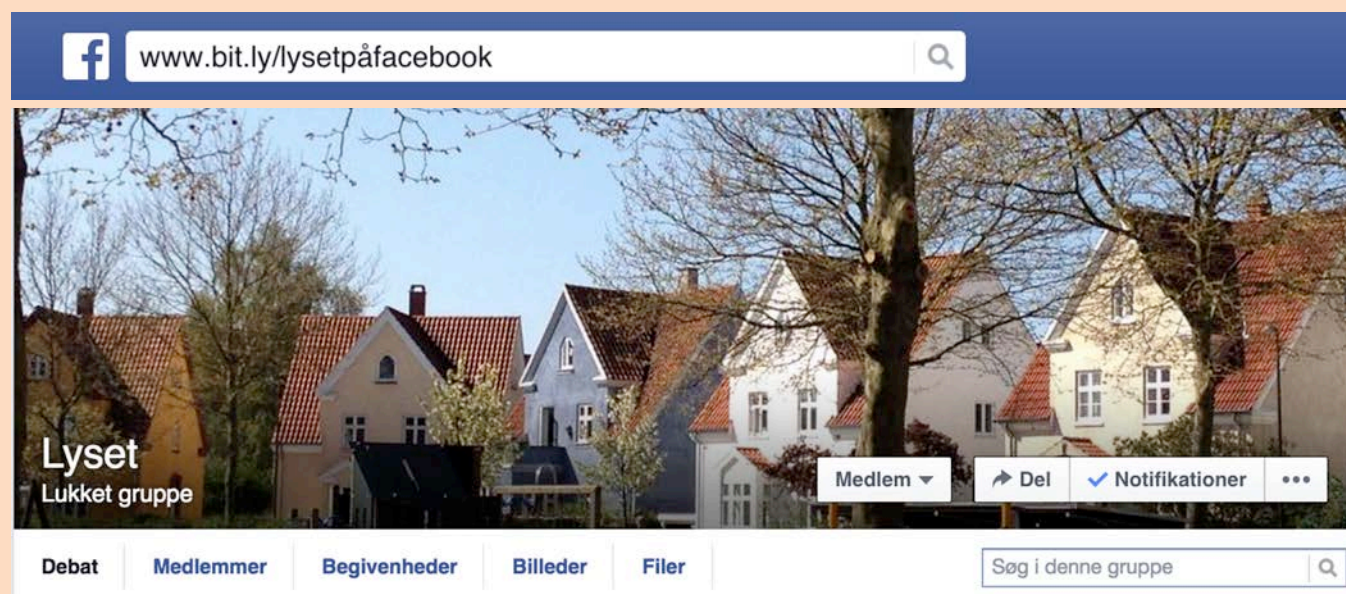 f www.bit.ly/lysetpåfacebook
Lyset
Lukket gruppe
Medlem Del Notifikationer
Debat Medlemmer Begivenheder Billeder Filer Søg i denne gruppe